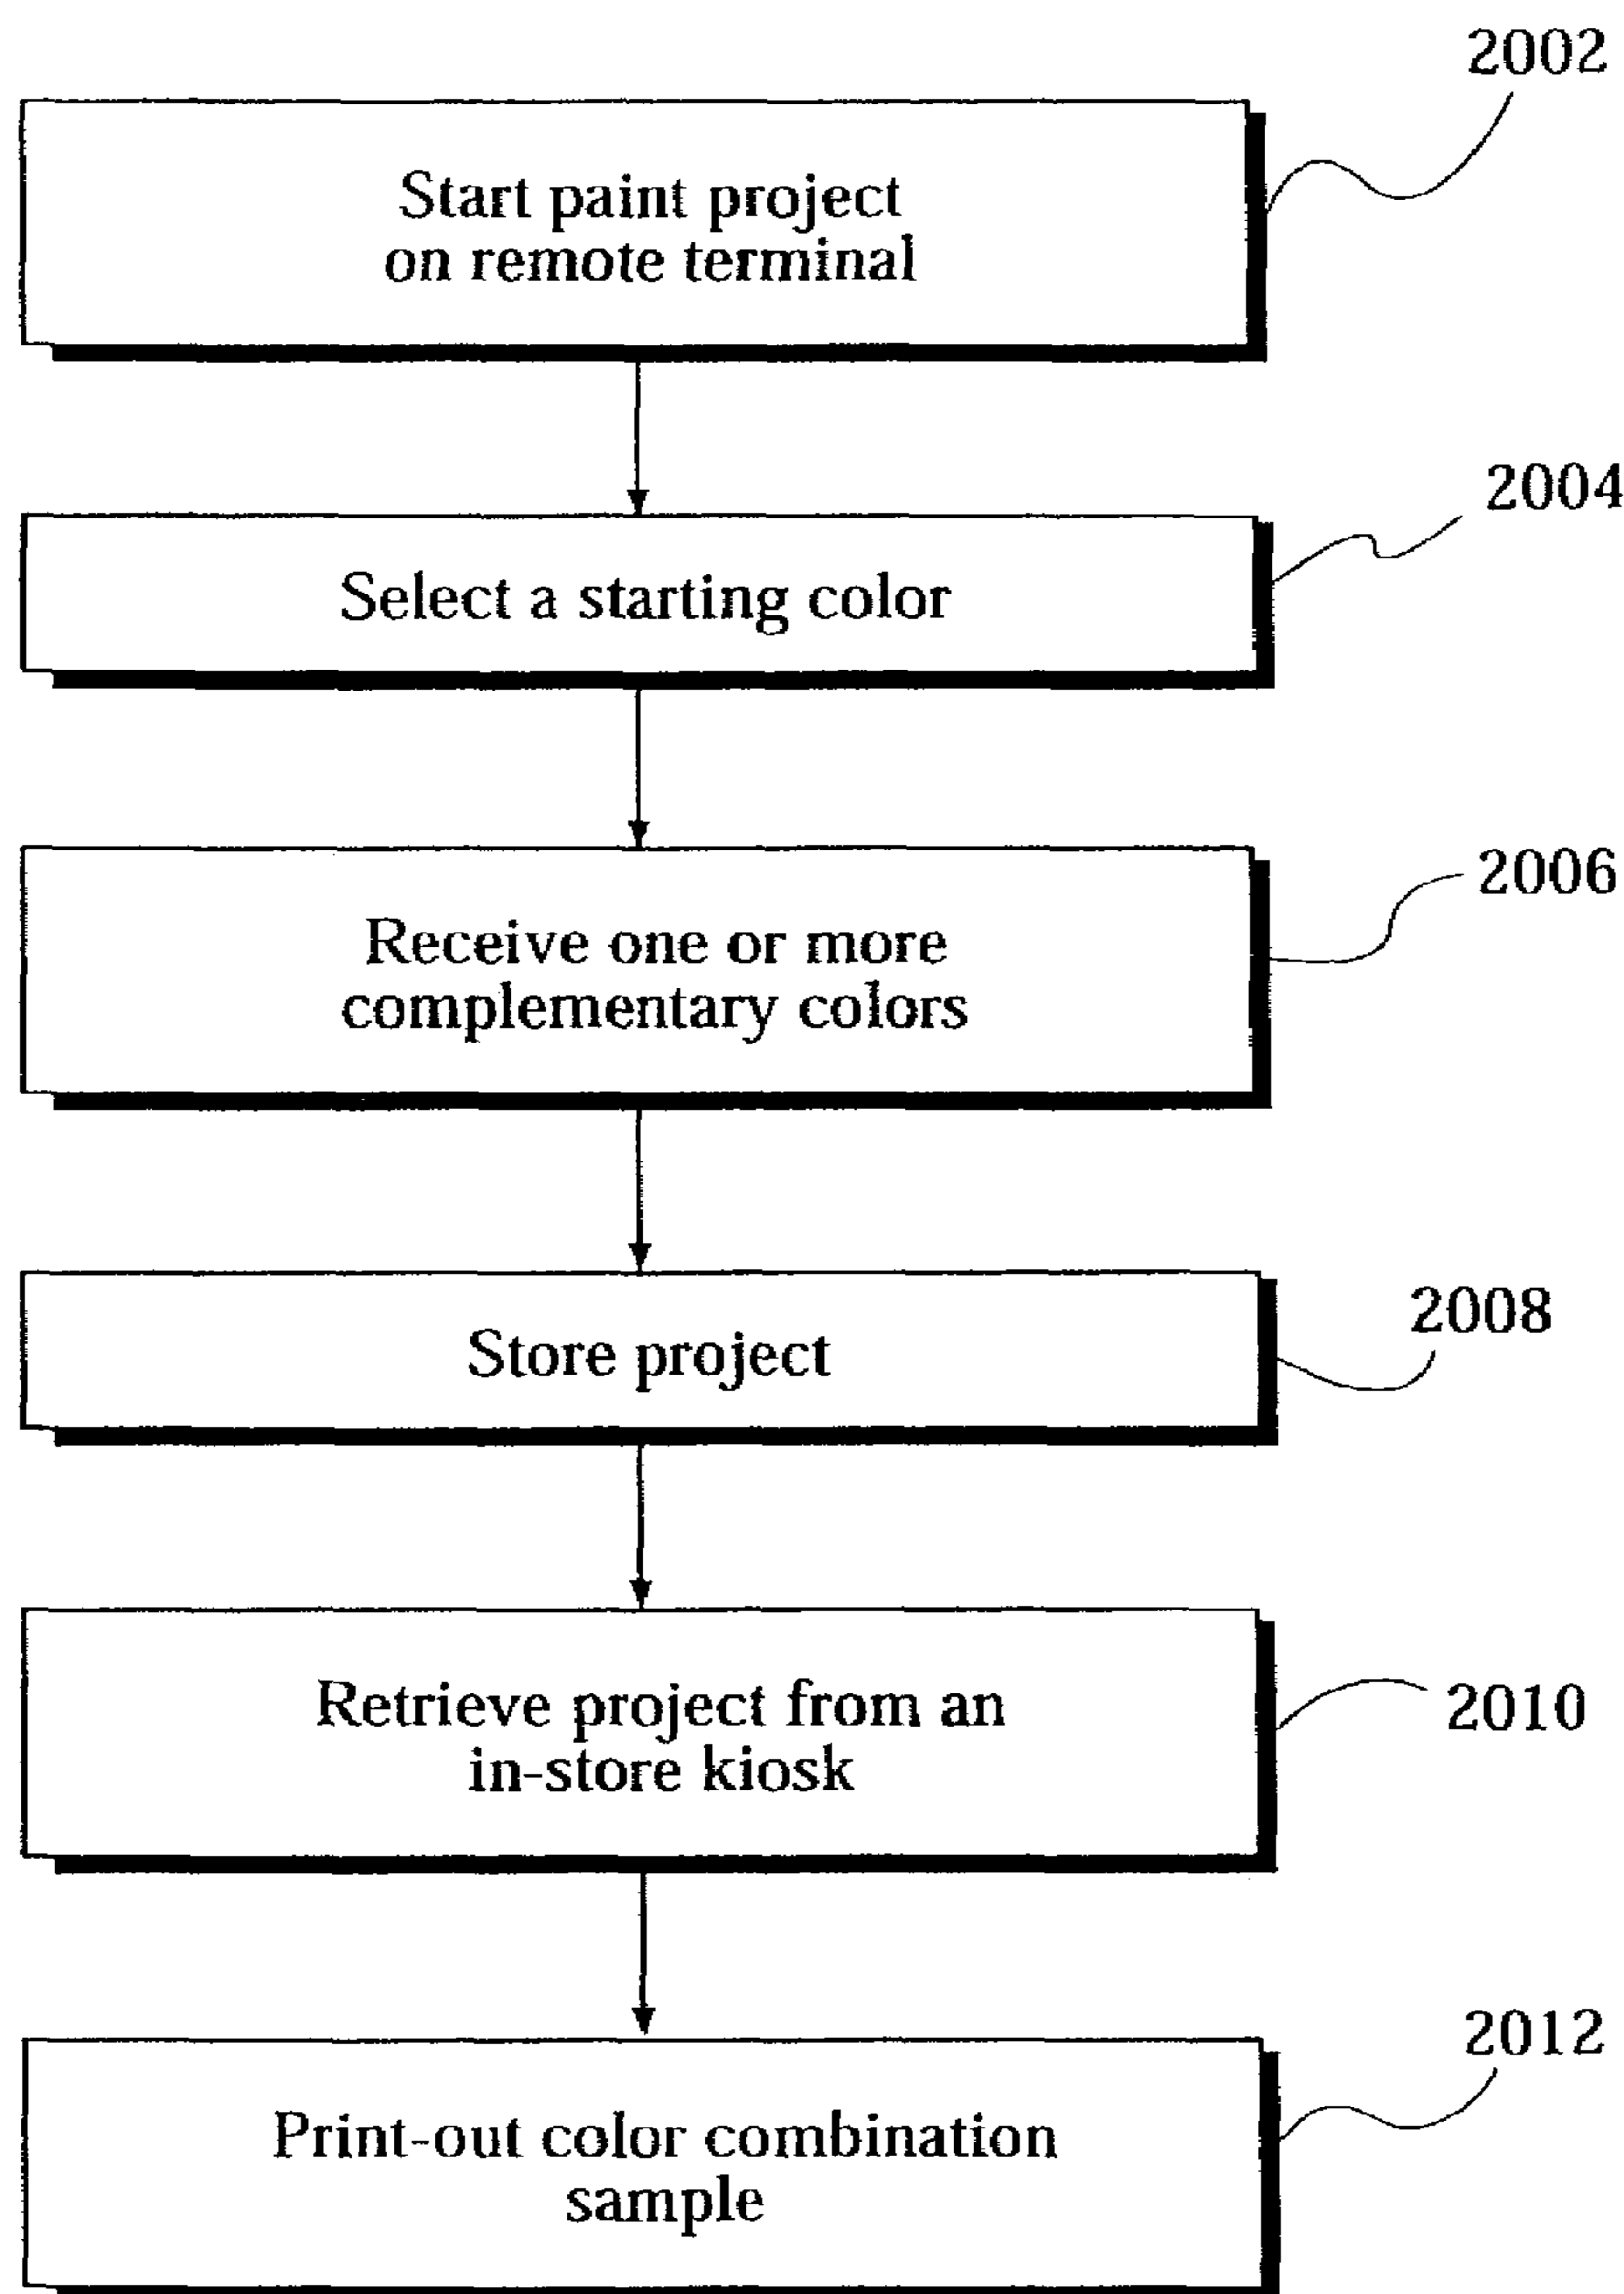 2002
Start paint project
on remote terminal
2004
Select a starting color
2006
Receive one or more
complementary colors
2008
Store project
2010
Retrieve project from an
in-store kiosk
2012
Print-out color combination
sample